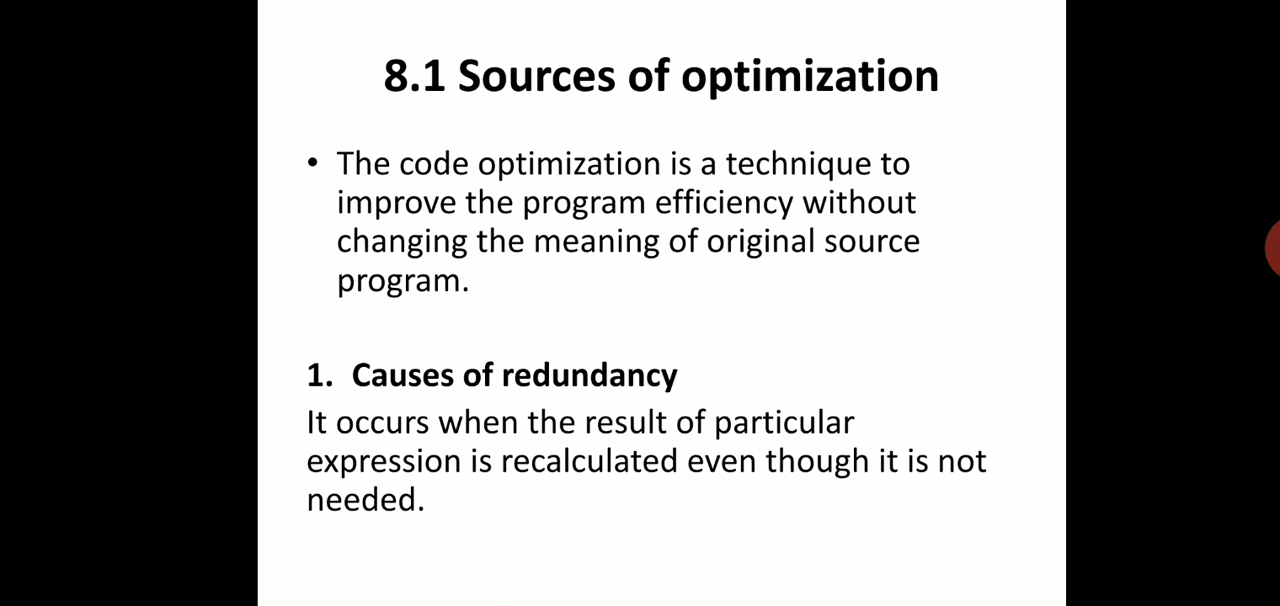 8.1 Sources of optimization
• The code optimization is a technique to
improve the program efficiency without
changing the meaning of original source
program.
1. Causes of redundancy
It occurs when the result of particular
expression is recalculated even though it is not
needed.